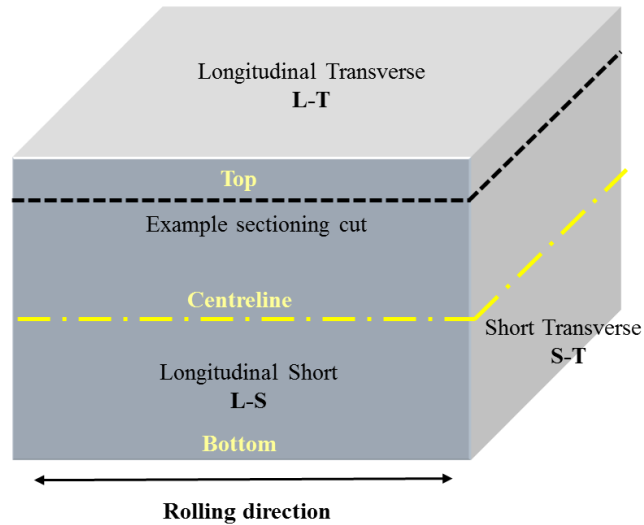 Longitudinal Transverse
L-T
Top
Example sectioning cut
Centreline
Short Transverse
S-T
Longitudinal Short
L-S
Bottom
Rolling direction